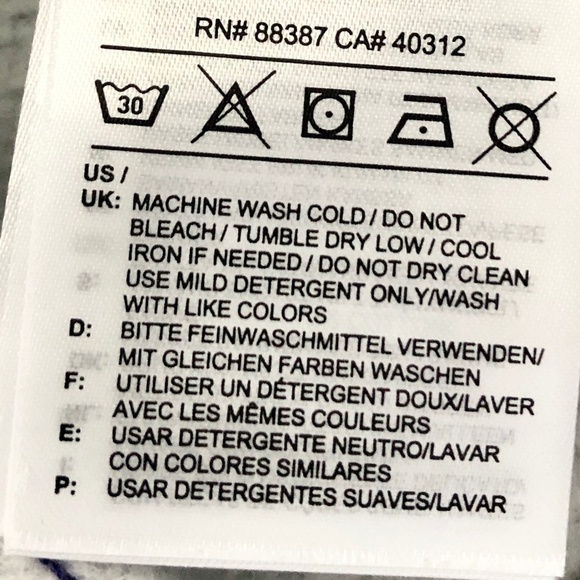 RN# 88387 CA# 40312
30
US /
UK: MACHINE WASH COLD / DO NOT
BLEACH / TUMBLE DRY LOW / COOL
IRON IF NEEDED / DO NOT DRY CLEAN
USE MILD DETERGENT ONLY/WASH
WITH LIKE COLORS
D: BITTE FEINWASCHMITTEL VERWENDEN/
MIT GLEICHEN FARBEN WASCHEN
F: UTILISER UN DÉTERGENT DOUX/LAVER
AVEC LES MÊMES COULEURS
E: USAR DETERGENTE NEUTRO/LAVAR
CON COLORES SIMILARES
P: USAR DETERGENTES SUAVES/LAVAR